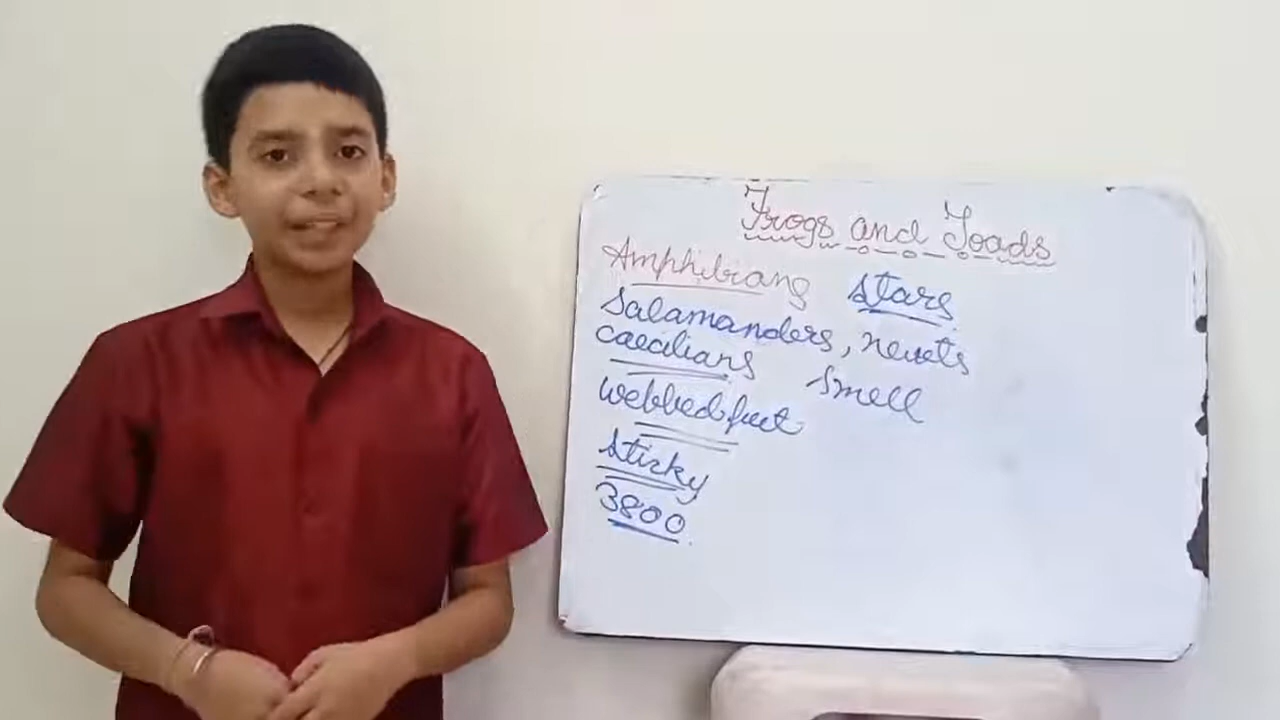 Frogs and Toads
Amphibians stars
Salamanders, newts
caecilians smell
webbed feet
sticky
3800.